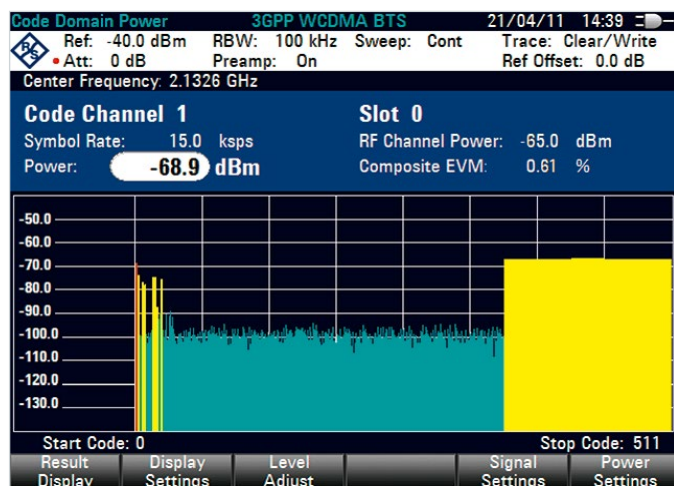 Code Domain Power 3GPP WCDMA BTS 21/04/11 14:39
R&S Ref: -40.0 dBm RBW: 100 kHz Sweep: Cont Trace: Clear/Write
Att: 0 dB Preamp: On Ref Offset: 0.0 dB
Center Frequency: 2.1326 GHz
Code Channel 1 Slot 0
Symbol Rate: 15.0 ksps RF Channel Power: -65.0 dBm
Power: -68.9 dBm Composite EVM: 0.61 %
-50.0
-60.0
-70.0
-80.0
-90.0
-100.0
-110.0
-120.0
-130.0
Start Code: 0 Stop Code: 511
Result Display Level Signal Power
Display Settings Adjust Settings Settings